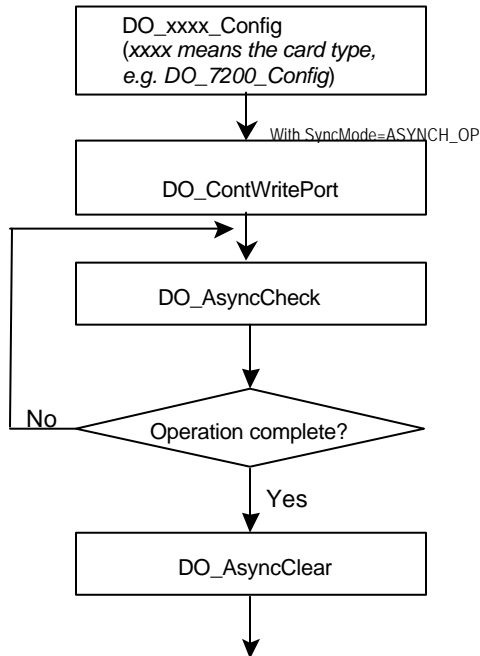 DO_xxxx_Config
(xxxx means the card type,
e.g. DO_7200_Config)
With SyncMode=ASYNCH_OP
DO_ContWritePort
DO_AsyncCheck
No
Operation complete?
Yes
DO_AsyncClear